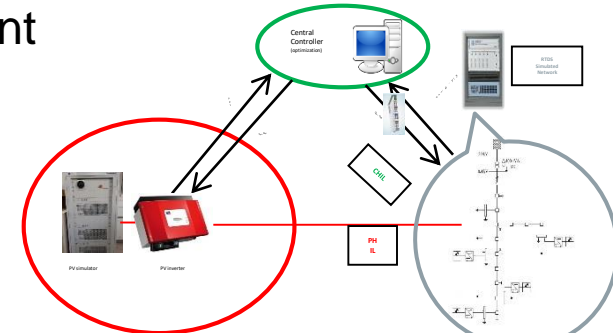 nt
Central
Controller
(optimization)
RTDS
Simulated
Network
CHIL
PH
IL
PV simulator
PV inverter